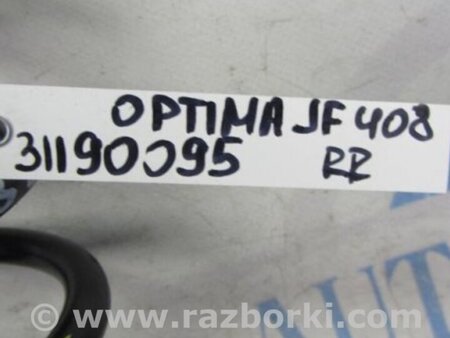 OPTIMA JF 408
31190095 RR
© www.razborki.com